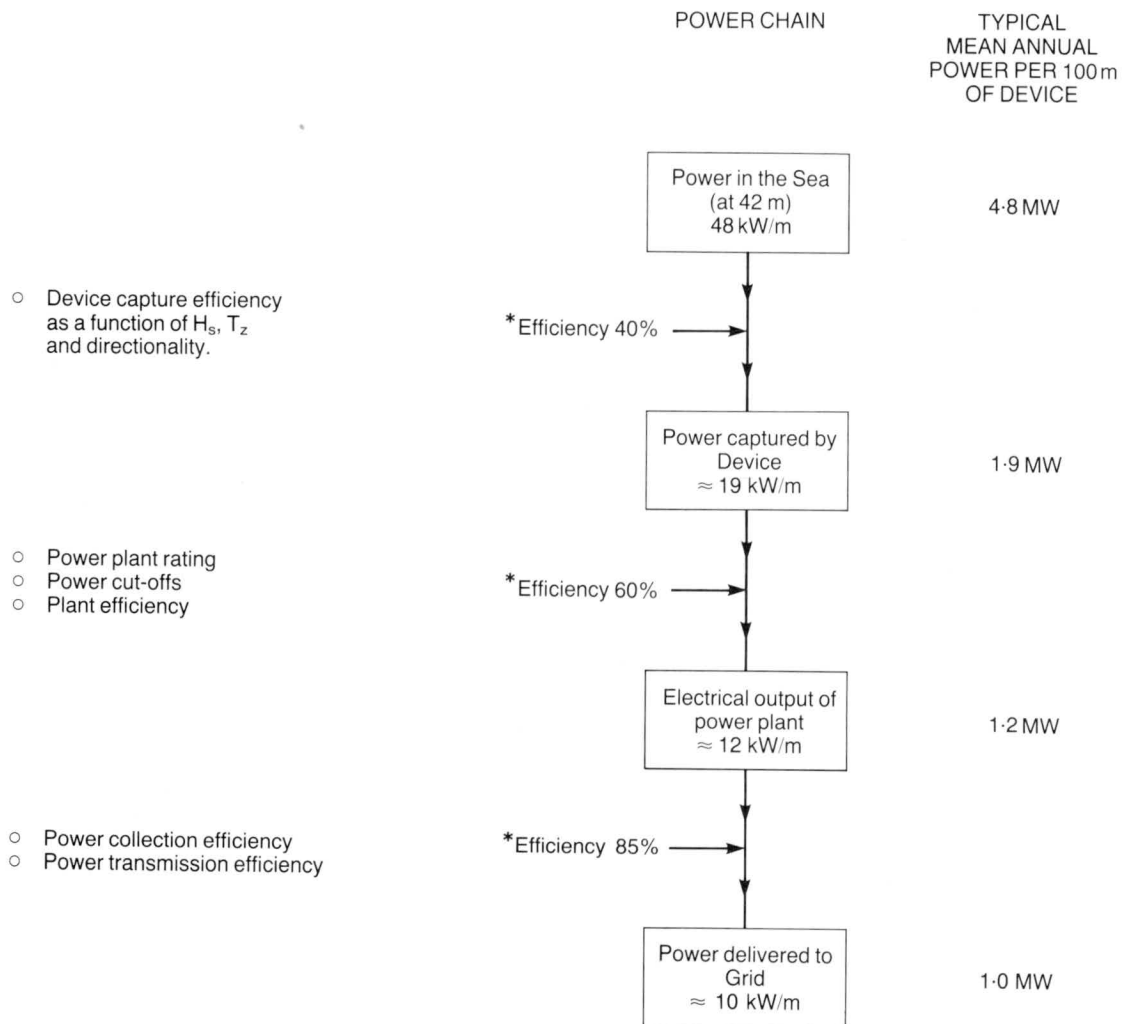 POWER CHAIN
TYPICAL
MEAN ANNUAL
POWER PER 100 m
OF DEVICE
Power in the Sea
(at 42 m)
48 kW/m
4·8 MW
○ Device capture efficiency
as a function of Hₛ, T_z
and directionality.
*Efficiency 40%
Power captured by
Device
≈ 19 kW/m
1·9 MW
○ Power plant rating
○ Power cut-offs
○ Plant efficiency
*Efficiency 60%
Electrical output of
power plant
≈ 12 kW/m
1·2 MW
○ Power collection efficiency
○ Power transmission efficiency
*Efficiency 85%
Power delivered to
Grid
≈ 10 kW/m
1·0 MW